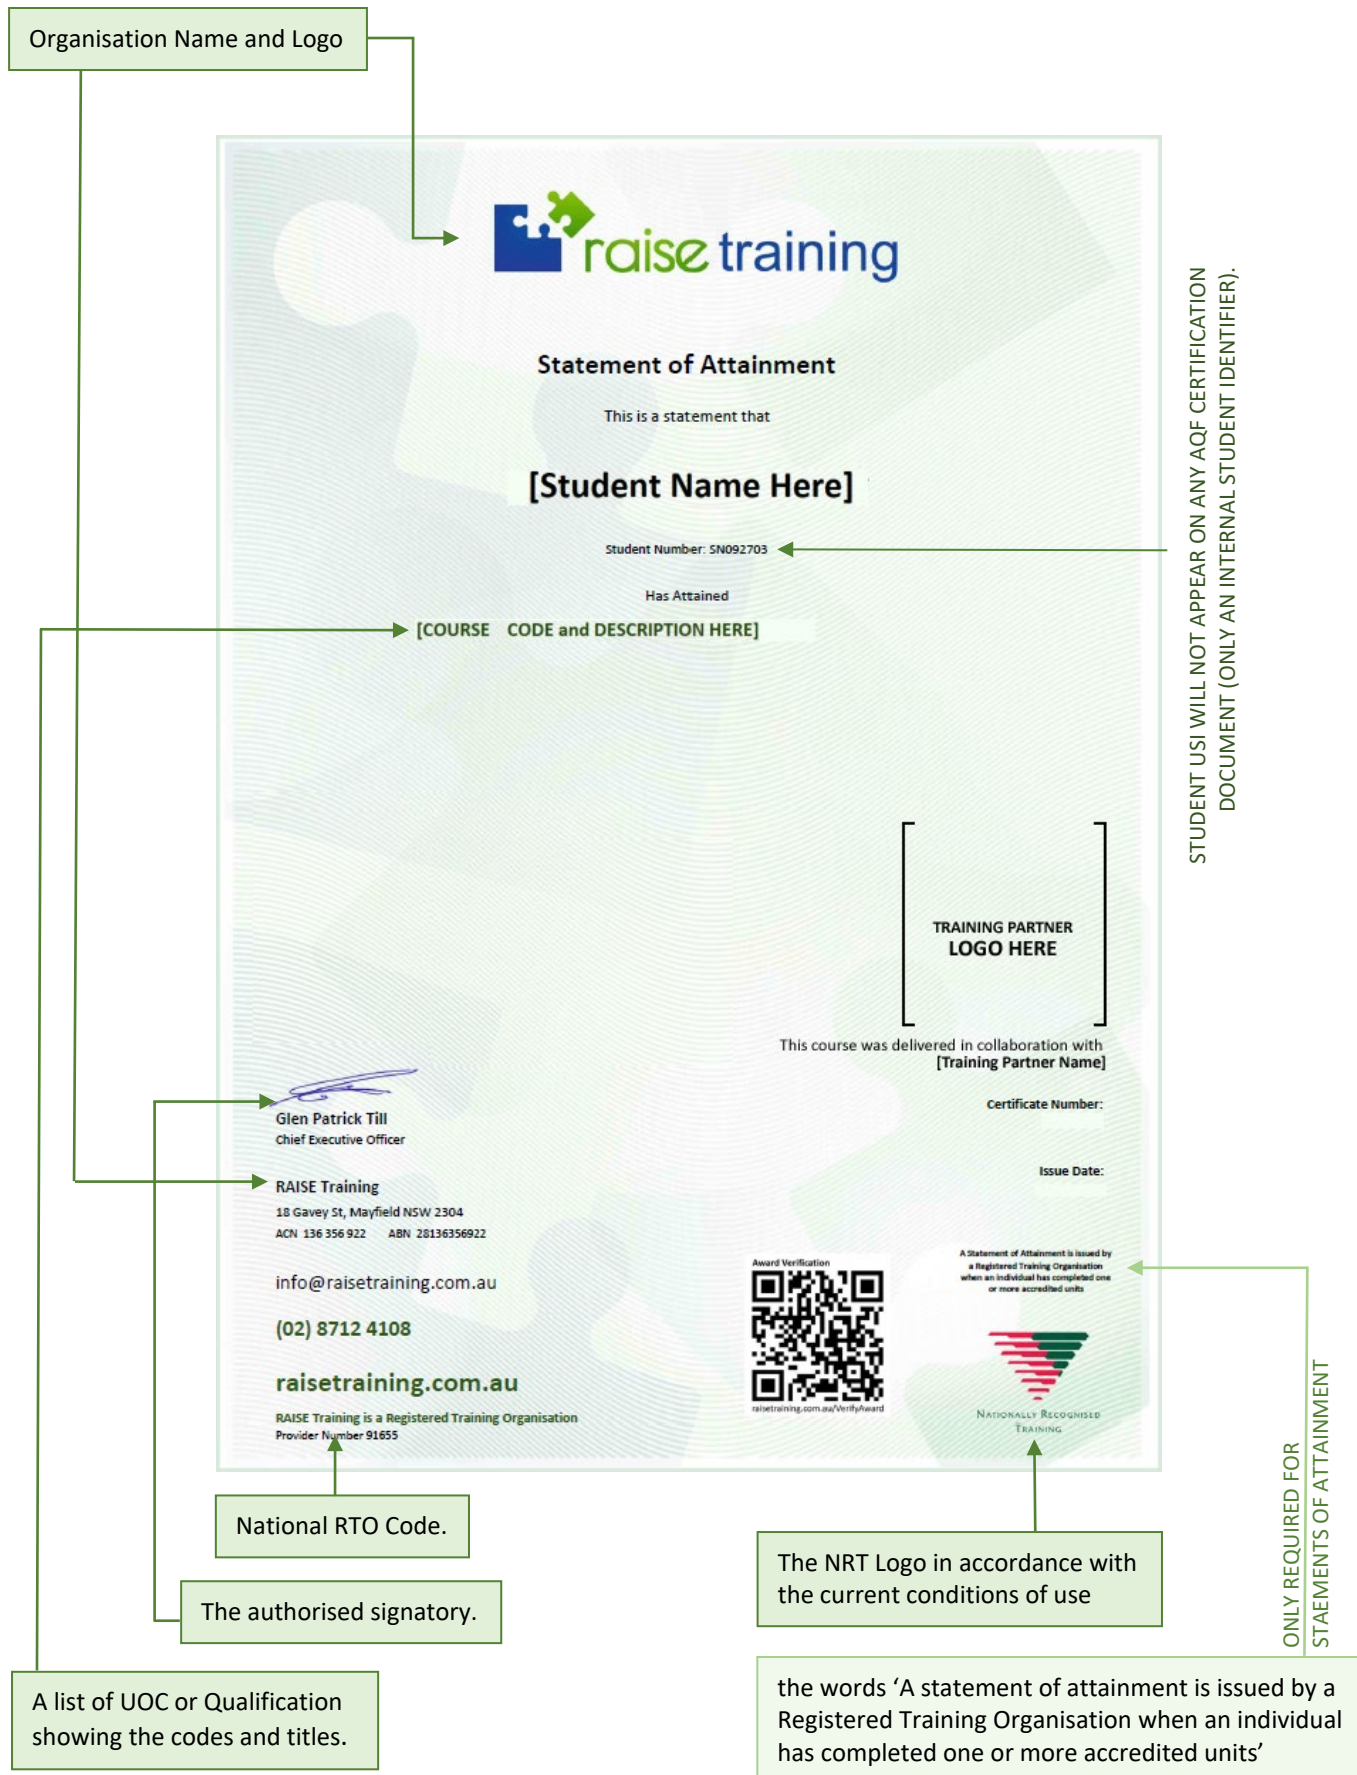 Organisation Name and Logo
raise training
Statement of Attainment
This is a statement that
[Student Name Here]
Student Number: SN092703
Has Attained
[COURSE CODE and DESCRIPTION HERE]
STUDENT USI WILL NOT APPEAR ON ANY AQF CERTIFICATION
DOCUMENT (ONLY AN INTERNAL STUDENT IDENTIFIER).
TRAINING PARTNER
LOGO HERE
This course was delivered in collaboration with
[Training Partner Name]
Certificate Number:
Issue Date:
Glen Patrick Till
Chief Executive Officer
RAISE Training
18 Gavey St, Mayfield NSW 2304
ACN 136 356 922 ABN 28136356922
info@raisetraining.com.au
(02) 8712 4108
raisetraining.com.au
RAISE Training is a Registered Training Organisation
Provider Number 91655
Award Verification
raisetraining.com.au/VerifyAward
A Statement of Attainment is issued by
a Registered Training Organisation
when an individual has completed one
or more accredited units
NATIONALLY RECOGNISED
TRAINING
ONLY REQUIRED FOR
STAEMENTS OF ATTAINMENT
National RTO Code.
The authorised signatory.
A list of UOC or Qualification
showing the codes and titles.
The NRT Logo in accordance with
the current conditions of use
the words ‘A statement of attainment is issued by a
Registered Training Organisation when an individual
has completed one or more accredited units’